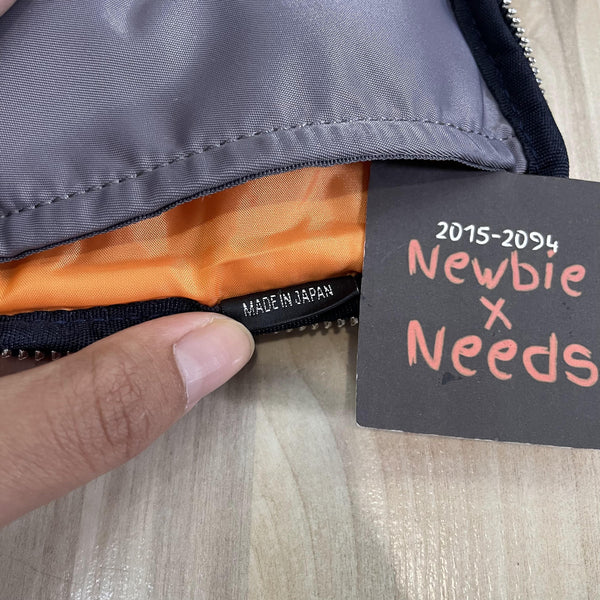 MADE IN JAPAN
2015-2094
Newbie
x
Needs